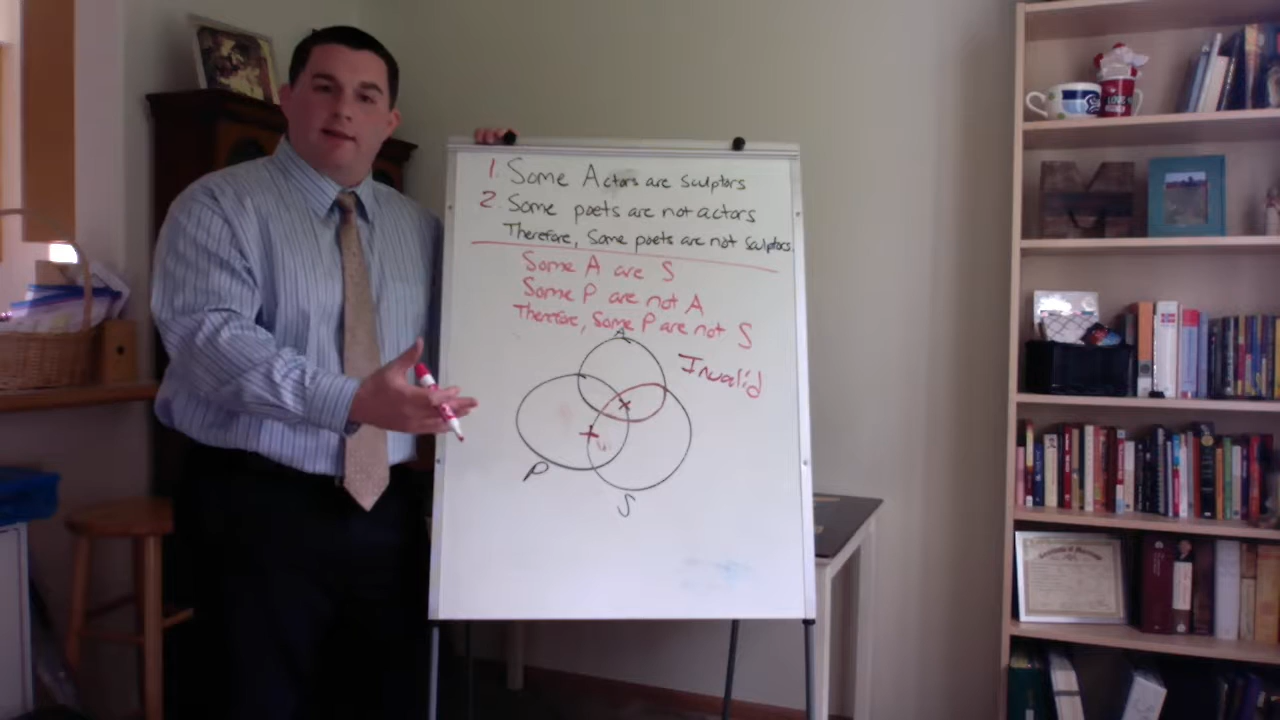 1. Some Actors are Sculptors
2. Some poets are not actors
Therefore, Some poets are not Sculptors.
Some A are S
Some P are not A
Therefore, Some P are not S
A
Invalid
P
S